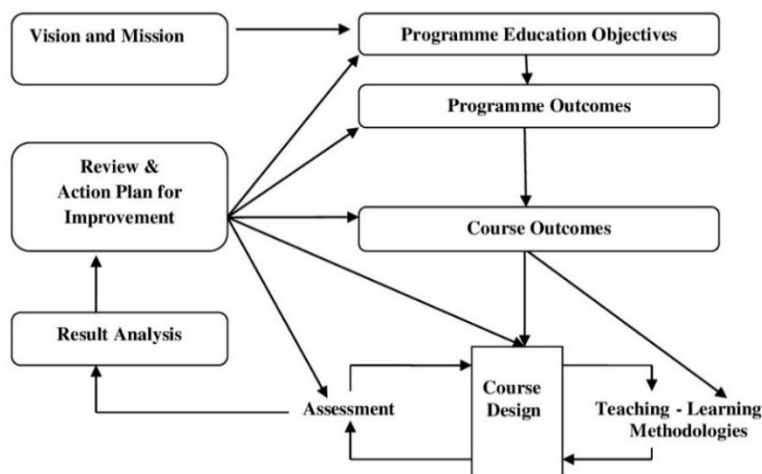 Vision and Mission
Programme Education Objectives
Programme Outcomes
Review &
Action Plan for
Improvement
Course Outcomes
Result Analysis
Assessment
Course
Design
Teaching - Learning
Methodologies